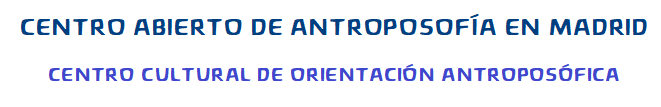 CENTRO ABIERTO DE ANTROPOSOFÍA EN MADRID
CENTRO CULTURAL DE ORIENTACIÓN ANTROPOSÓFICA